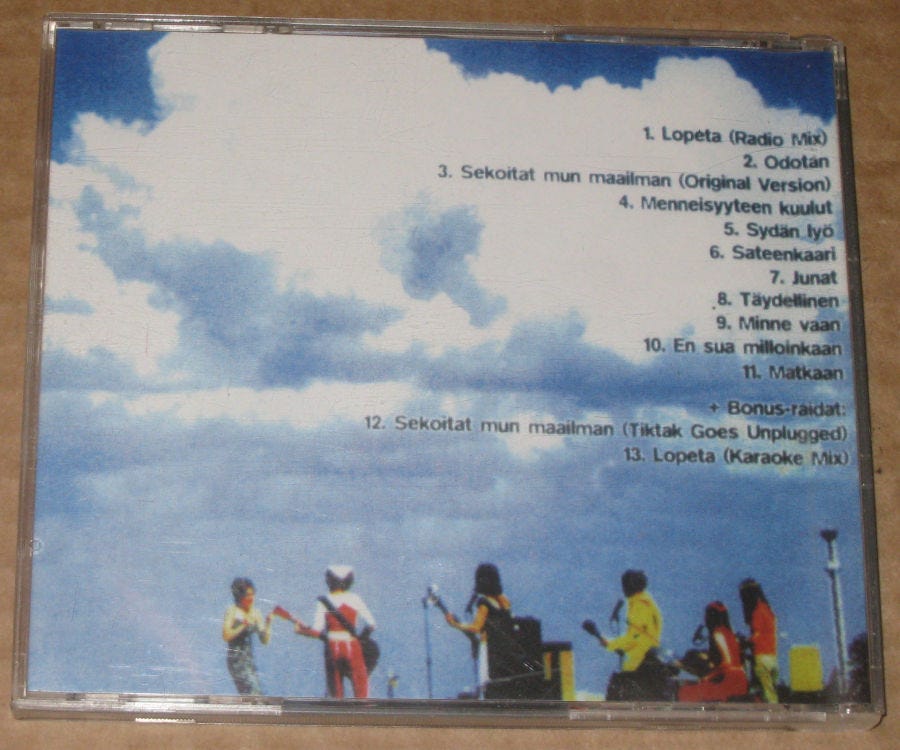 1. Lopeta (Radio Mix)
2. Odotan
3. Sekoitat mun maailman (Original Version)
4. Menneisyyteen kuulut
5. Sydän lyö
6. Sateenkaari
7. Junat
8. Täydellinen
9. Minne vaan
10. En sua milloinkaan
11. Matkaan
+ Bonus-raidat:
12. Sekoitat mun maailman (Tiktak Goes Unplugged)
13. Lopeta (Karaoke Mix)